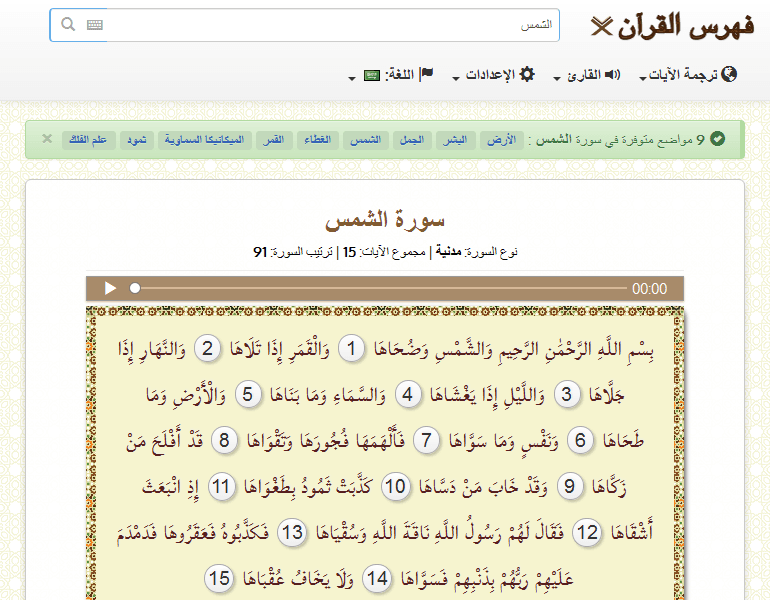 فهرس القرآن
الشمس
ترجمة الآيات القارئ الإعدادات اللغة:
9 مواضيع متوفرة في سورة الشمس : الأرض البشر الجمل الشمس الغطاء القمر الميكانيكا السماوية ثمود علم الفلك ×
سورة الشمس
نوع السورة: مدنية | مجموع الآيات: 15 | ترتيب السورة: 91
00:00
بِسْمِ اللَّهِ الرَّحْمَٰنِ الرَّحِيمِ وَالشَّمْسِ وَضُحَاهَا 1 وَالْقَمَرِ إِذَا تَلَاهَا 2 وَالنَّهَارِ إِذَا
جَلَّاهَا 3 وَاللَّيْلِ إِذَا يَغْشَاهَا 4 وَالسَّمَاءِ وَمَا بَنَاهَا 5 وَالْأَرْضِ وَمَا
طَحَاهَا 6 وَنَفْسٍ وَمَا سَوَّاهَا 7 فَأَلْهَمَهَا فُجُورَهَا وَتَقْوَاهَا 8 قَدْ أَفْلَحَ مَنْ
زَكَّاهَا 9 وَقَدْ خَابَ مَنْ دَسَّاهَا 10 كَذَّبَتْ ثَمُودُ بِطَغْوَاهَا 11 إِذِ انْبَعَثَ
أَشْقَاهَا 12 فَقَالَ لَهُمْ رَسُولُ اللَّهِ نَاقَةَ اللَّهِ وَسُقْيَاهَا 13 فَكَذَّبُوهُ فَعَقَرُوهَا فَدَمْدَمَ
عَلَيْهِمْ رَبُّهُمْ بِذَنْبِهِمْ فَسَوَّاهَا 14 وَلَا يَخَافُ عُقْبَاهَا 15